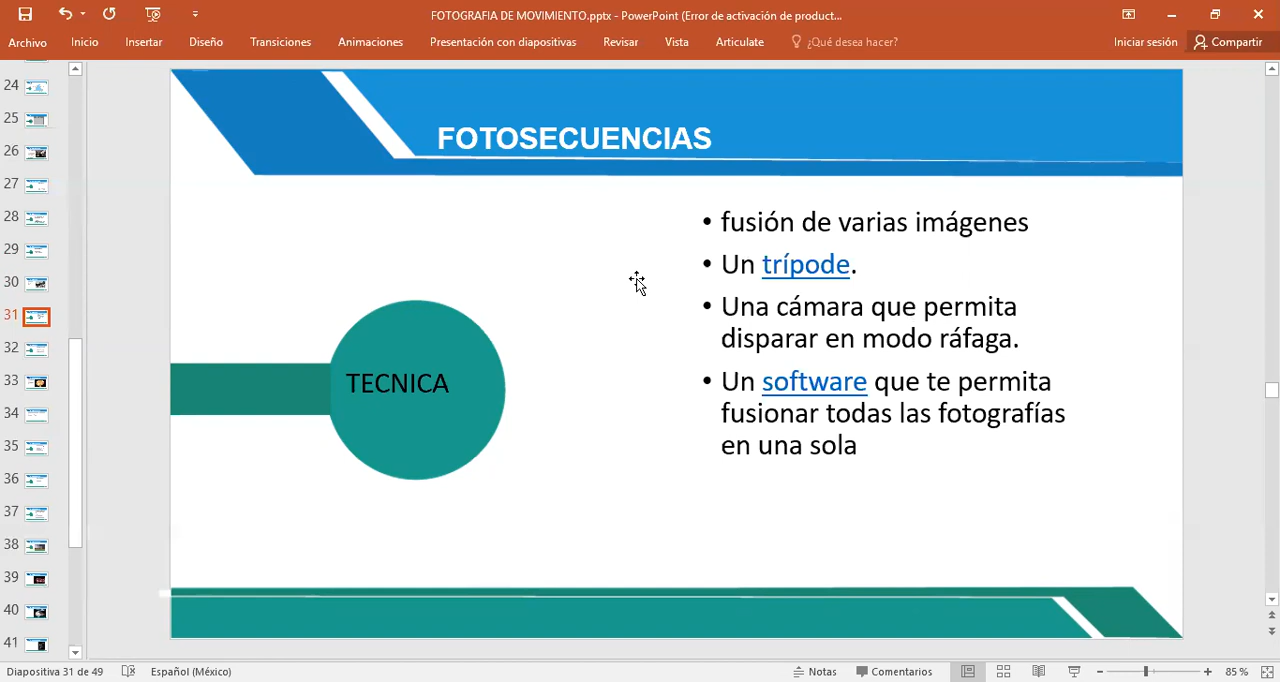 FOTOGRAFIA DE MOVIMIENTO.pptx - PowerPoint (Error de activación de product...
Archivo Inicio Insertar Diseño Transiciones Animaciones Presentación con diapositivas Revisar Vista Articulate ¿Qué desea hacer? Iniciar sesión Compartir
24
25
26
27
28
29
30
31
32
33
34
35
36
37
38
39
40
41
FOTOSECUENCIAS
TECNICA
• fusión de varias imágenes
• Un trípode.
• Una cámara que permita
disparar en modo ráfaga.
• Un software que te permita
fusionar todas las fotografías
en una sola
Diapositiva 31 de 49 Español (México) Notas Comentarios 85 %